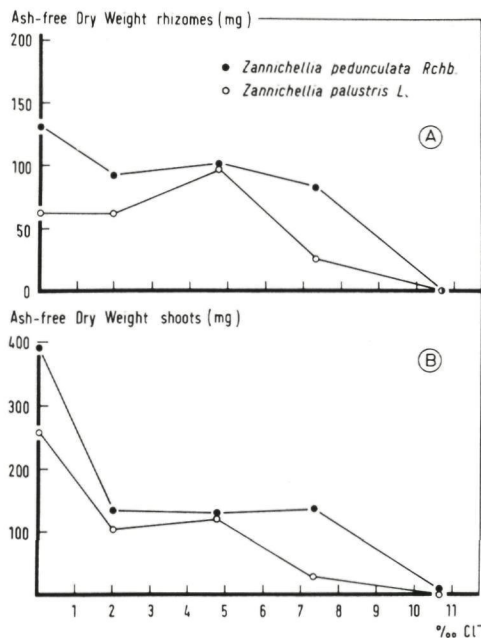 Ash-free Dry Weight rhizomes (mg)
200
150
100
50
0
● Zannichellia pedunculata Rchb.
○ Zannichellia palustris L.
A
Ash-free Dry Weight shoots (mg)
400
300
200
100
B
1 2 3 4 5 6 7 8 9 10 11
‰ Cl⁻